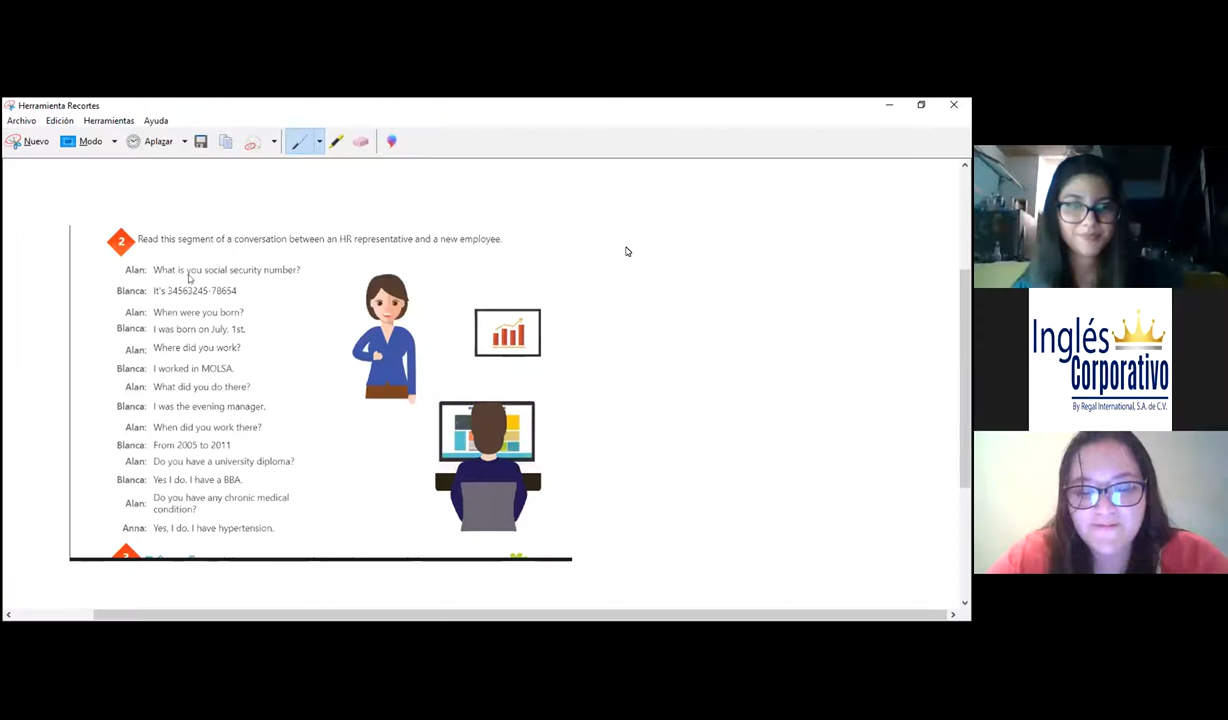 Herramienta Recortes
Archivo Edición Herramientas Ayuda
Nuevo Modo Aplazar
2 Read this segment of a conversation between an HR representative and a new employee.
Alan: What is you social security number?
Blanca: It's 34563245-78654
Alan: When were you born?
Blanca: I was born on July, 1st.
Alan: Where did you work?
Blanca: I worked in MOLSA.
Alan: What did you do there?
Blanca: I was the evening manager.
Alan: When did you work there?
Blanca: From 2005 to 2011
Alan: Do you have a university diploma?
Blanca: Yes I do. I have a BBA.
Alan: Do you have any chronic medical
condition?
Anna: Yes, I do. I have hypertension.
Inglés
Corporativo
By Regal International, S.A. de C.V.